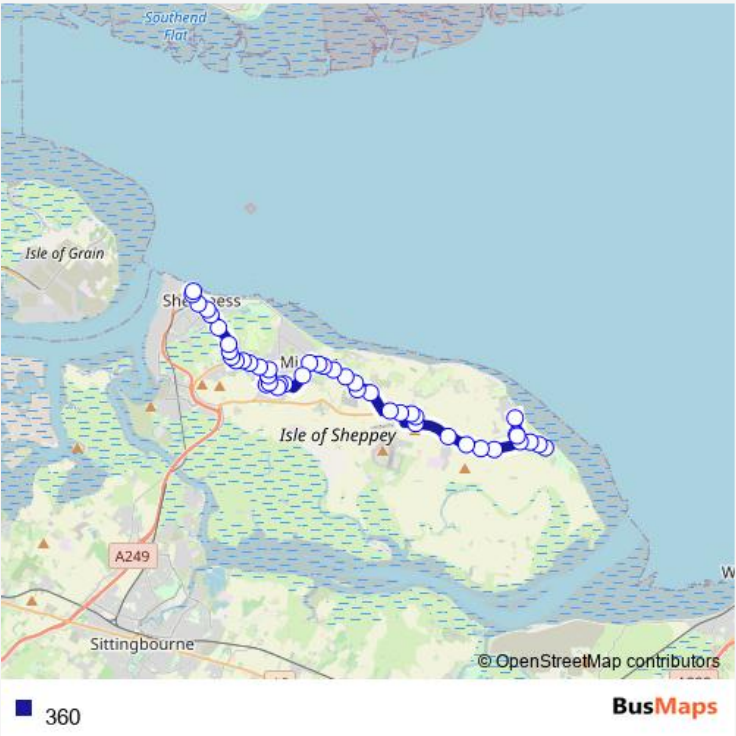 Southend
Flat
Isle of Grain
Isle of Sheppey
A249
Sittingbourne
© OpenStreetMap contributors
360
BusMaps